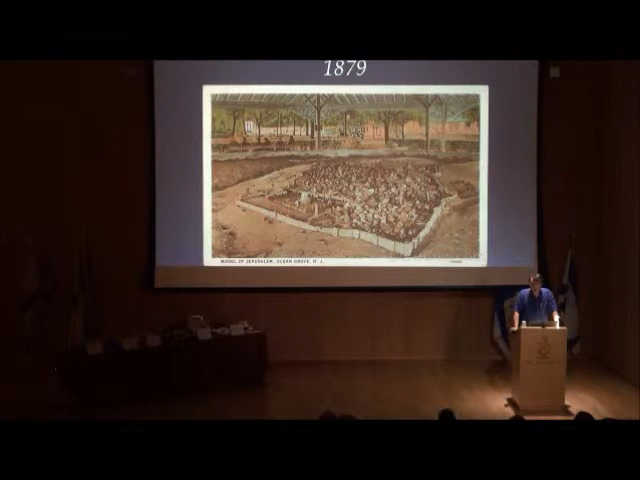 1879
MODEL OF JERUSALEM, OCEAN GROVE, N. J.